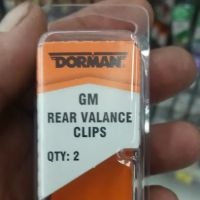 DORMAN
GM
REAR VALANCE
CLIPS
QTY: 2